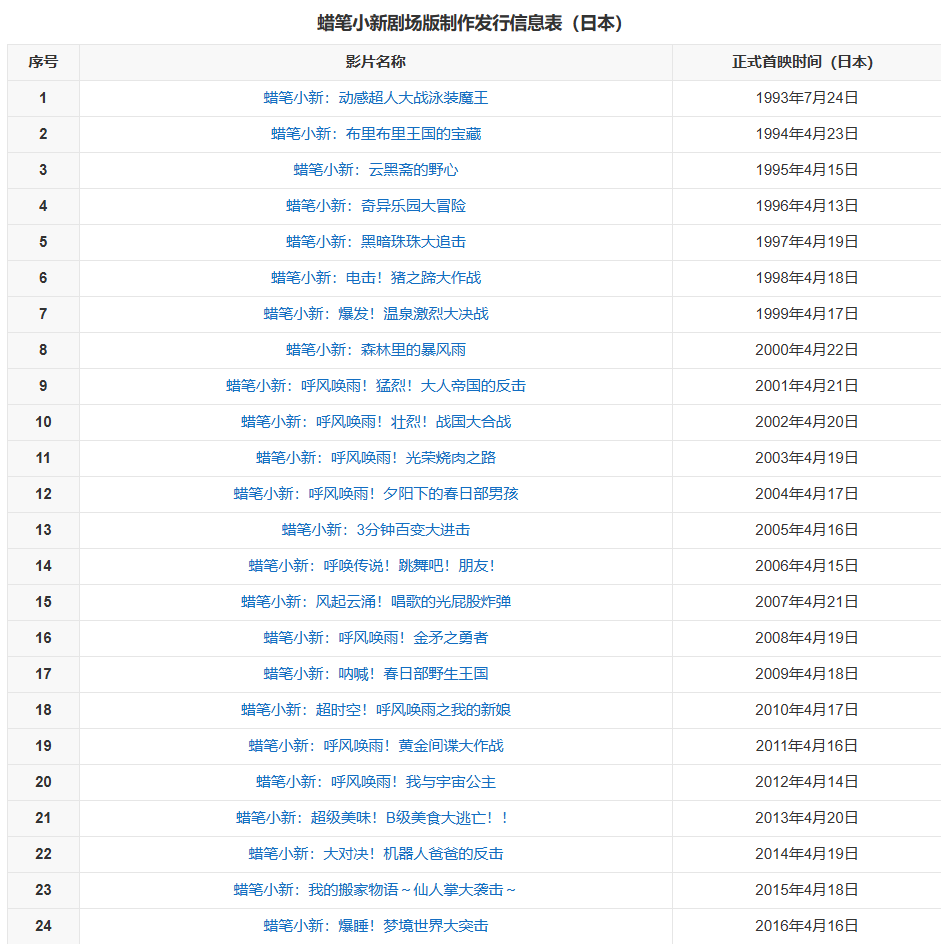 蜡笔小新剧场版制作发行信息表（日本）
序号 影片名称 正式首映时间（日本）
1 蜡笔小新：动感超人大战泳装魔王 1993年7月24日
2 蜡笔小新：布里布里王国的宝藏 1994年4月23日
3 蜡笔小新：云黑斋的野心 1995年4月15日
4 蜡笔小新：奇异乐园大冒险 1996年4月13日
5 蜡笔小新：黑暗珠珠大追击 1997年4月19日
6 蜡笔小新：电击！猪之蹄大作战 1998年4月18日
7 蜡笔小新：爆发！温泉激烈大决战 1999年4月17日
8 蜡笔小新：森林里的暴风雨 2000年4月22日
9 蜡笔小新：呼风唤雨！猛烈！大人帝国的反击 2001年4月21日
10 蜡笔小新：呼风唤雨！壮烈！战国大合战 2002年4月20日
11 蜡笔小新：呼风唤雨！光荣烧肉之路 2003年4月19日
12 蜡笔小新：呼风唤雨！夕阳下的春日部男孩 2004年4月17日
13 蜡笔小新：3分钟百变大进击 2005年4月16日
14 蜡笔小新：呼唤传说！跳舞吧！朋友！ 2006年4月15日
15 蜡笔小新：风起云涌！唱歌的光屁股炸弹 2007年4月21日
16 蜡笔小新：呼风唤雨！金矛之勇者 2008年4月19日
17 蜡笔小新：呐喊！春日部野生王国 2009年4月18日
18 蜡笔小新：超时空！呼风唤雨之我的新娘 2010年4月17日
19 蜡笔小新：呼风唤雨！黄金间谍大作战 2011年4月16日
20 蜡笔小新：呼风唤雨！我与宇宙公主 2012年4月14日
21 蜡笔小新：超级美味！B级美食大逃亡！！ 2013年4月20日
22 蜡笔小新：大对决！机器人爸爸的反击 2014年4月19日
23 蜡笔小新：我的搬家物语～仙人掌大袭击～ 2015年4月18日
24 蜡笔小新：爆睡！梦境世界大突击 2016年4月16日